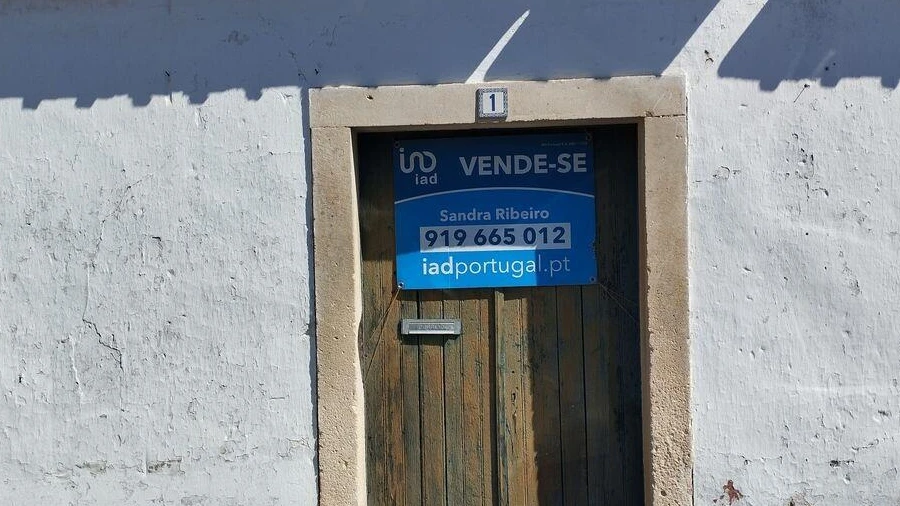 1
iad
VENDE-SE
Sandra Ribeiro
919 665 012
iadportugal.pt